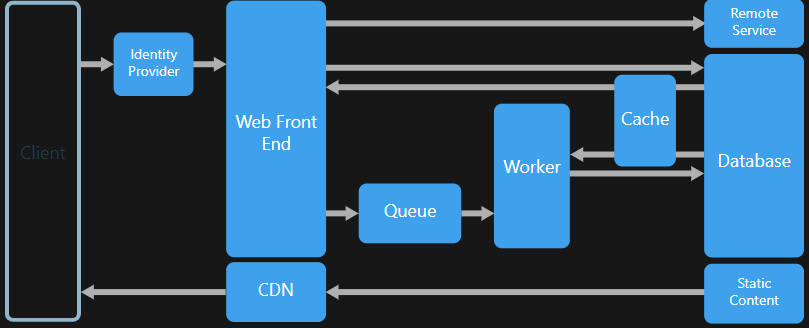 Client
Identity
Provider
Web Front
End
Remote
Service
Cache
Worker
Database
Queue
CDN
Static
Content